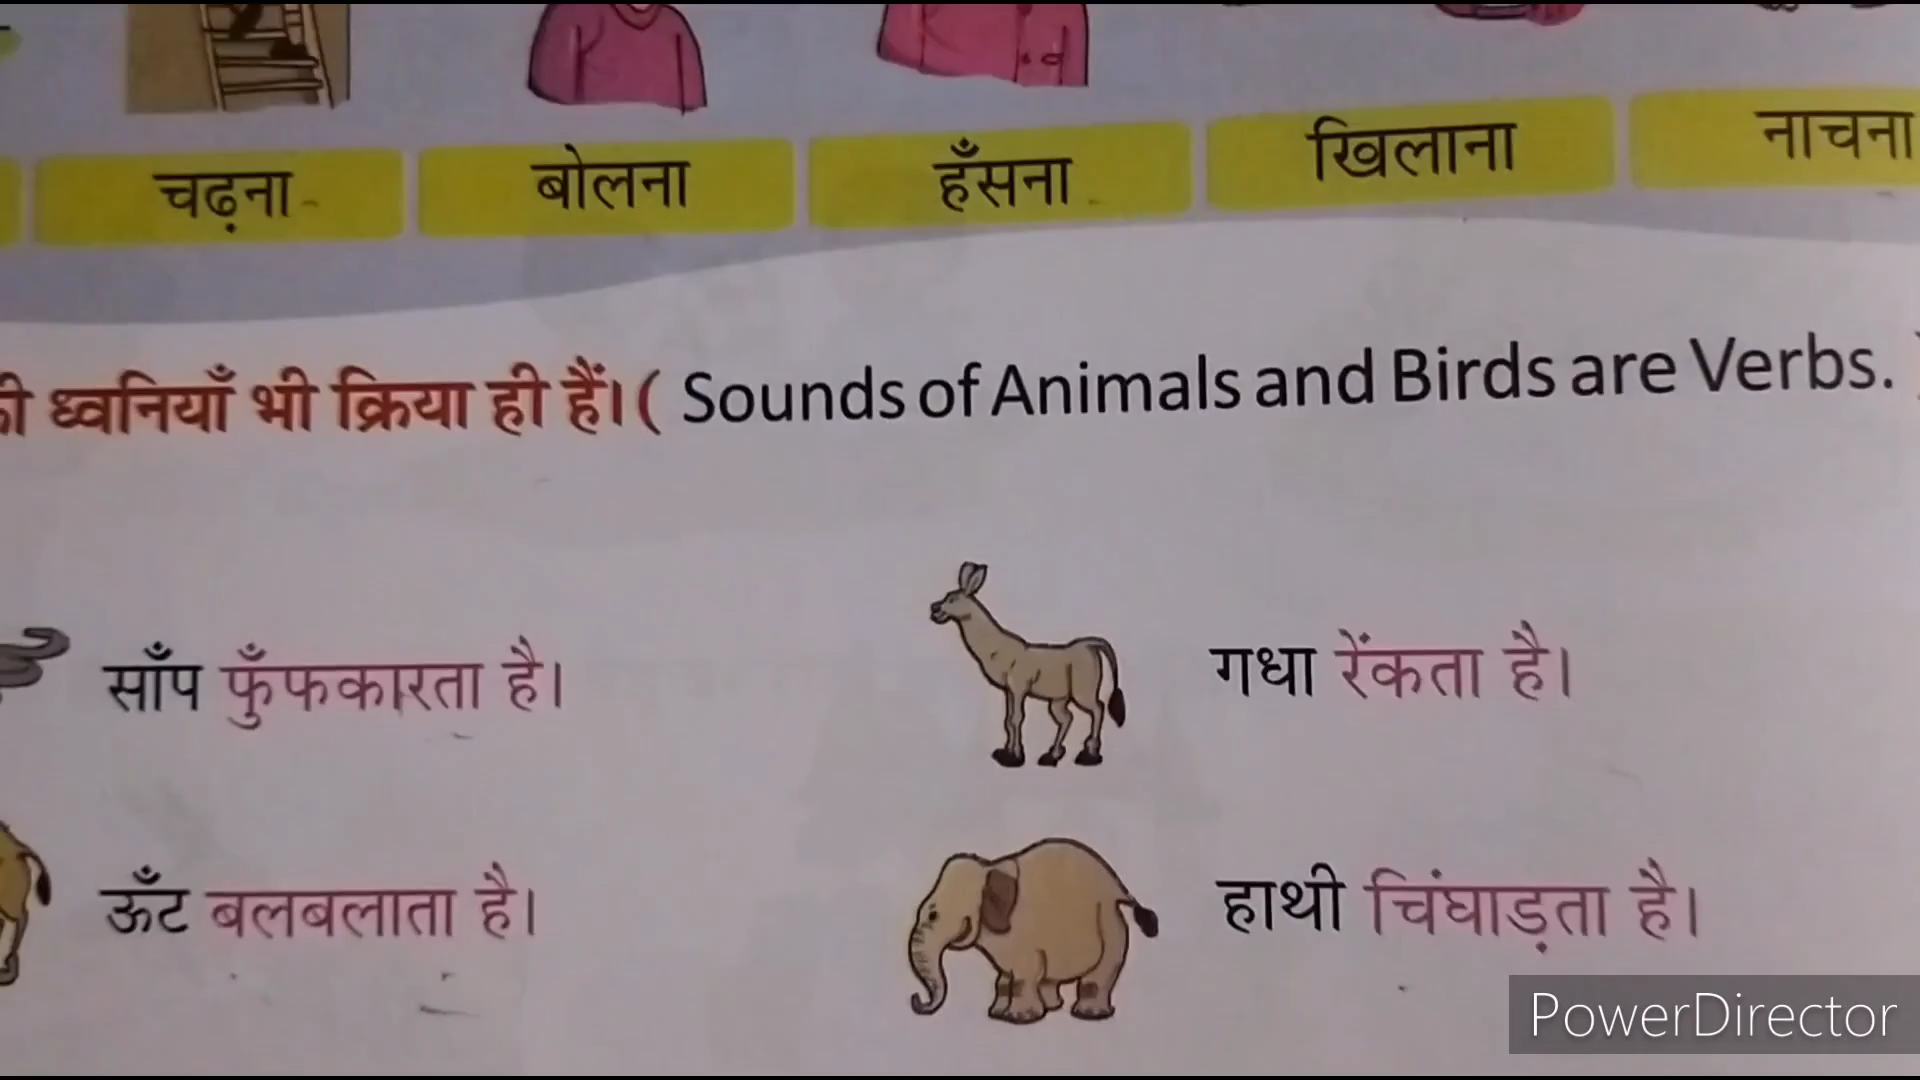 चढ़ना बोलना हँसना खिलाना नाचना
की ध्वनियाँ भी क्रिया ही हैं। ( Sounds of Animals and Birds are Verbs. )
साँप फुँफकारता है। गधा रेंकता है।
ऊँट बलबलाता है। हाथी चिंघाड़ता है।
PowerDirector